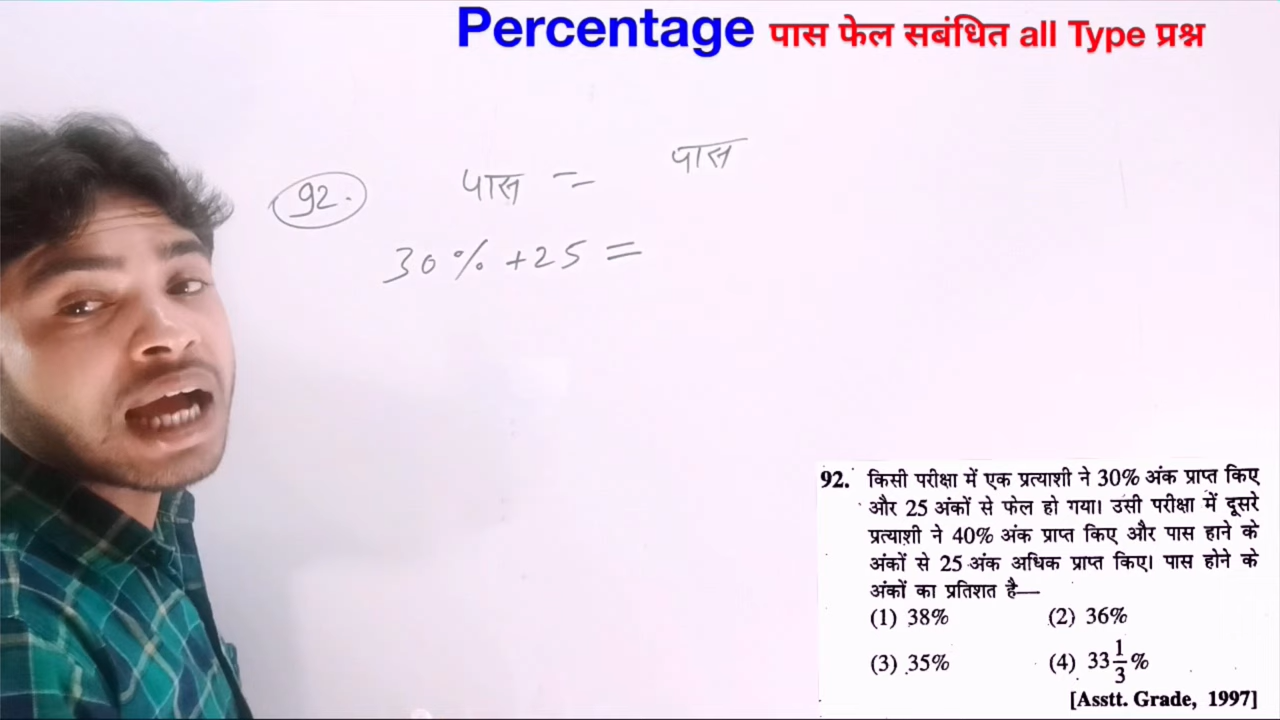 Percentage पास फेल सबंधित all Type प्रश्न
92. पास = पास
30% + 25 =
92. किसी परीक्षा में एक प्रत्याशी ने 30% अंक प्राप्त किए
और 25 अंकों से फेल हो गया। उसी परीक्षा में दूसरे
प्रत्याशी ने 40% अंक प्राप्त किए और पास हाने के
अंकों से 25 अंक अधिक प्राप्त किए। पास होने के
अंकों का प्रतिशत है—
(1) 38% (2) 36%
(3) 35% (4) 33 1/3 %
[Asstt. Grade, 1997]